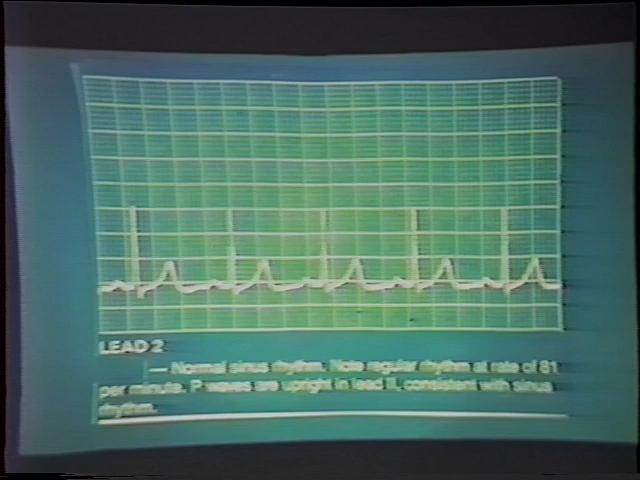 LEAD 2
— Normal sinus rhythm. Note regular rhythm at rate of 81
per minute. P waves are upright in lead II, consistent with sinus
rhythm.